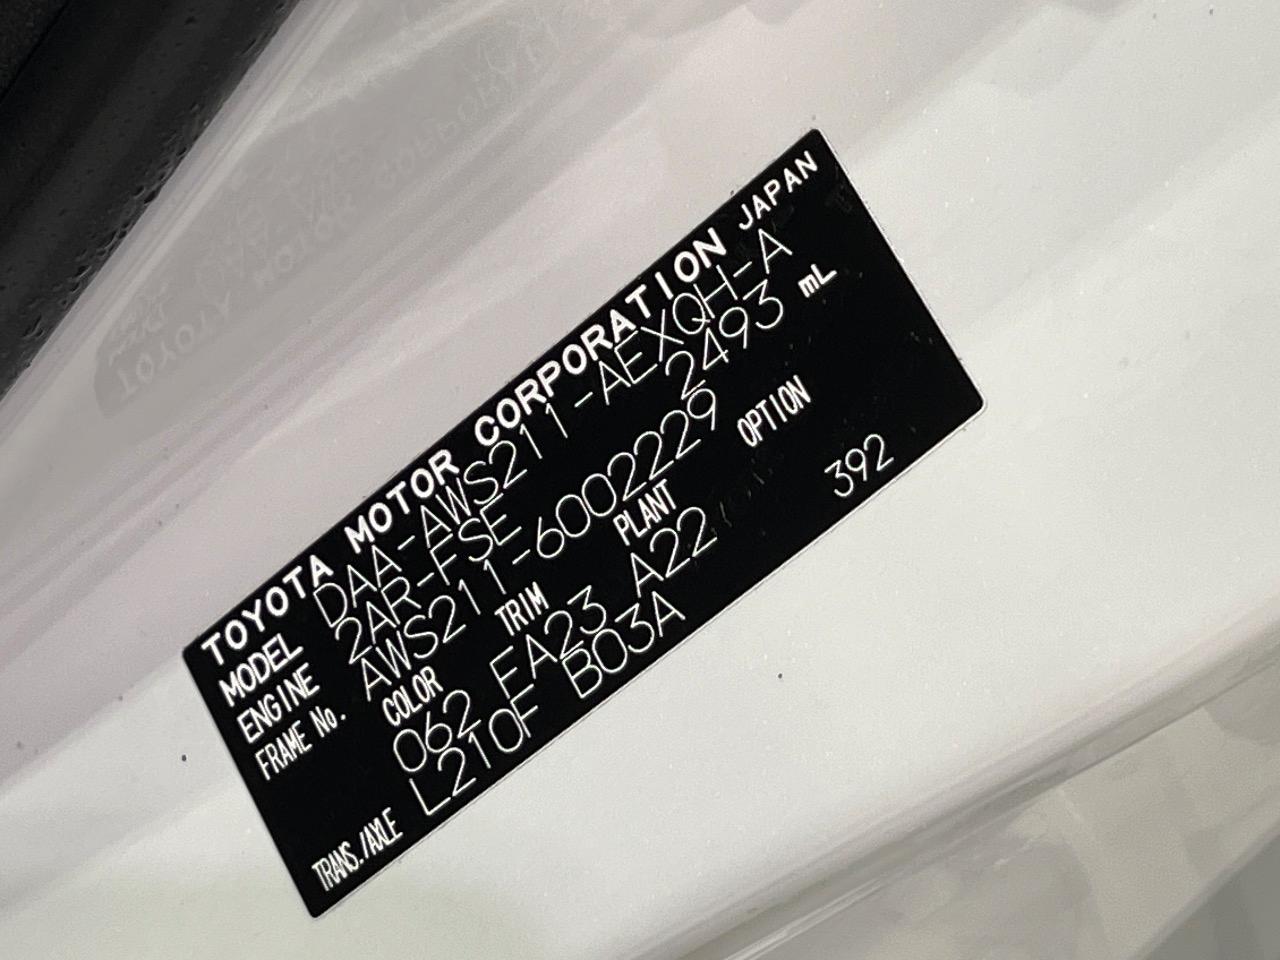 TOYOTA MOTOR CORPORATION JAPAN
MODEL DAA-AWS211-AEXQH-A
ENGINE 2AR-FSE 2493 mL
FRAME No. AWS211-6002229
COLOR TRIM PLANT OPTION
062 FA23 A22 392
TRANS./AXLE L210F B03A